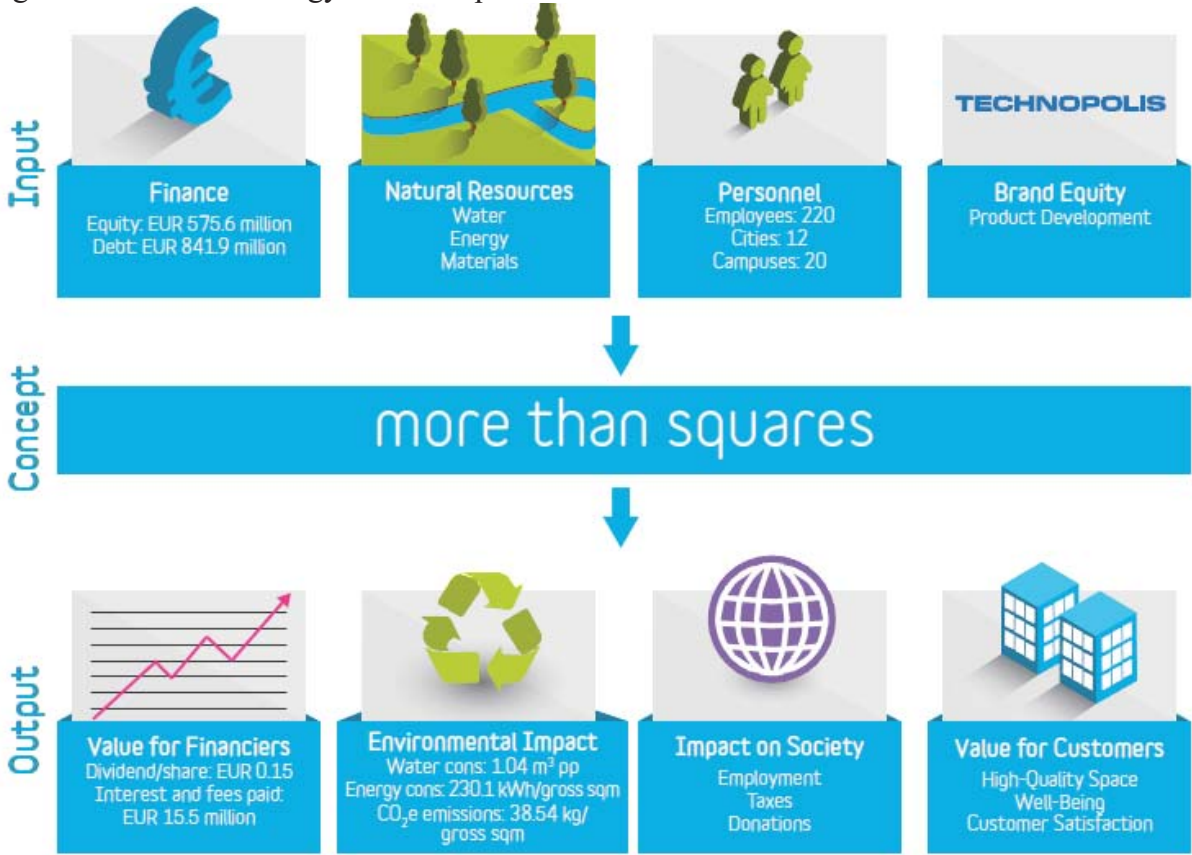 Input
Finance
Equity: EUR 575.6 million
Debt: EUR 841.9 million
Natural Resources
Water
Energy
Materials
Personnel
Employees: 220
Cities: 12
Campuses: 20
TECHNOPOLIS
Brand Equity
Product Development
Concept
more than squares
Output
Value for Financiers
Dividend/share: EUR 0.15
Interest and fees paid:
EUR 15.5 million
Environmental Impact
Water cons: 1.04 m³ pp
Energy cons: 230.1 kWh/gross sqm
CO₂e emissions: 38.54 kg/
gross sqm
Impact on Society
Employment
Taxes
Donations
Value for Customers
High-Quality Space
Well-Being
Customer Satisfaction